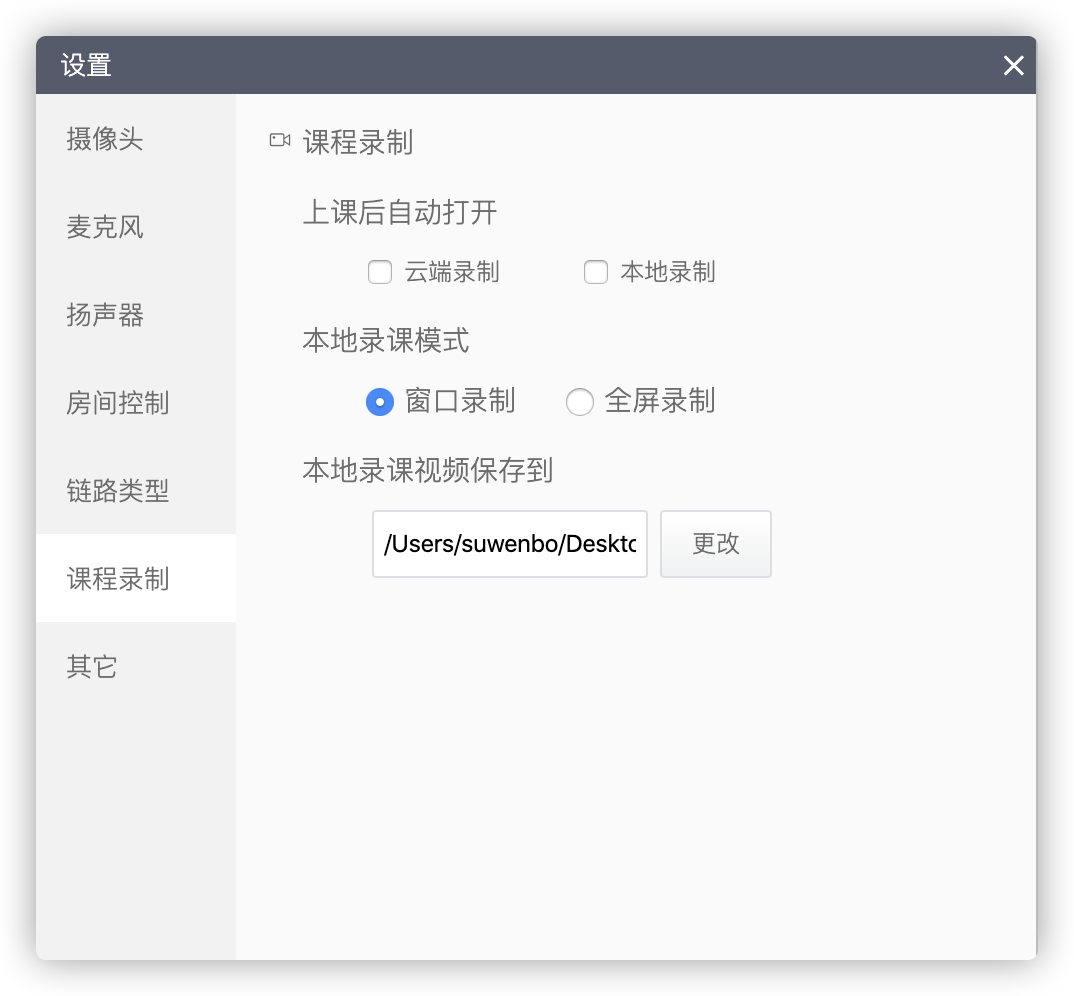 设置
摄像头
麦克风
扬声器
房间控制
链路类型
课程录制
其它
课程录制
上课后自动打开
云端录制 本地录制
本地录课模式
窗口录制 全屏录制
本地录课视频保存到
/Users/suwenbo/Deskto 更改